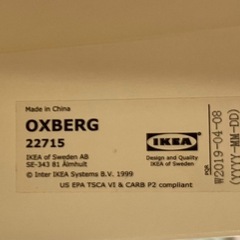 Made in China
OXBERG
22715
IKEA of Sweden AB
SE-343 81 Älmhult
© Inter IKEA Systems B.V. 1999
IKEA
Design and Quality
IKEA of Sweden
US EPA TSCA VI & CARB P2 compliant
(YYYY-MM-DD)
W2019-04-08